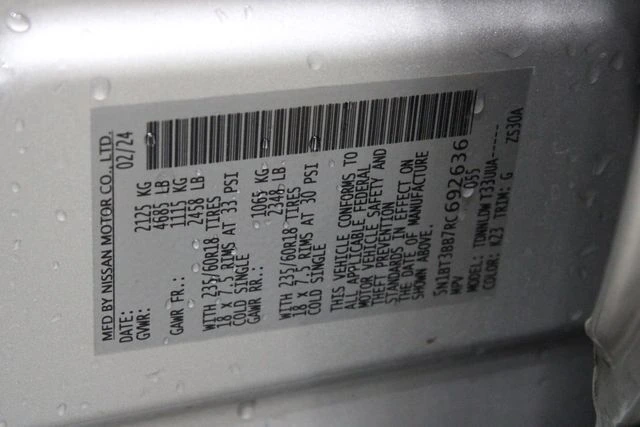 MFD BY NISSAN MOTOR CO., LTD.
DATE: 02/24
GVWR: 2125 KG
4685 LB
GAWR FR.: 1115 KG
2458 LB
WITH 235/60R18 TIRES
18 x 7.5 RIMS AT 33 PSI
COLD SINGLE
GAWR RR.: 1065 KG
2348 LB
WITH 235/60R18 TIRES
18 x 7.5 RIMS AT 30 PSI
COLD SINGLE
THIS VEHICLE CONFORMS TO
ALL APPLICABLE FEDERAL
MOTOR VEHICLE SAFETY AND
THEFT PREVENTION
STANDARDS IN EFFECT ON
THE DATE OF MANUFACTURE
SHOWN ABOVE.
5N1BT3BB7RC692636
MPV 055
MODEL: TDWNLDW T33UUA------
COLOR: K23 TRIM: G ZS30A